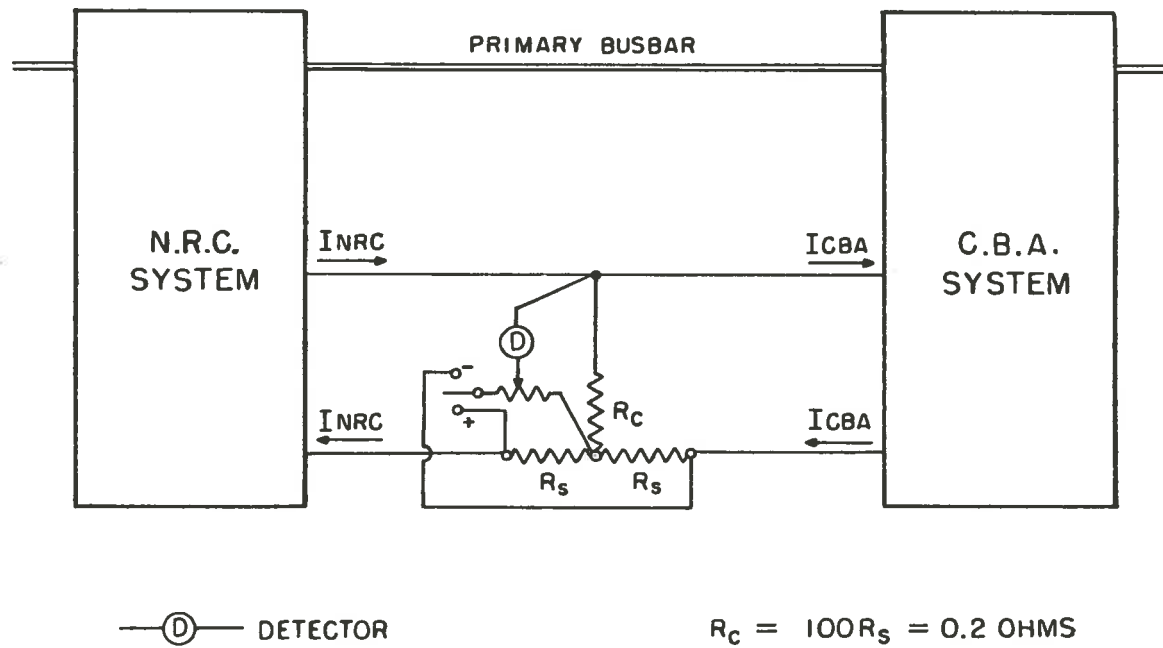 PRIMARY BUSBAR
N.R.C.
SYSTEM
INRC
ICBA
C.B.A.
SYSTEM
D
−
+
RC
INRC
ICBA
RS
RS
D DETECTOR
RC = 100RS = 0.2 OHMS